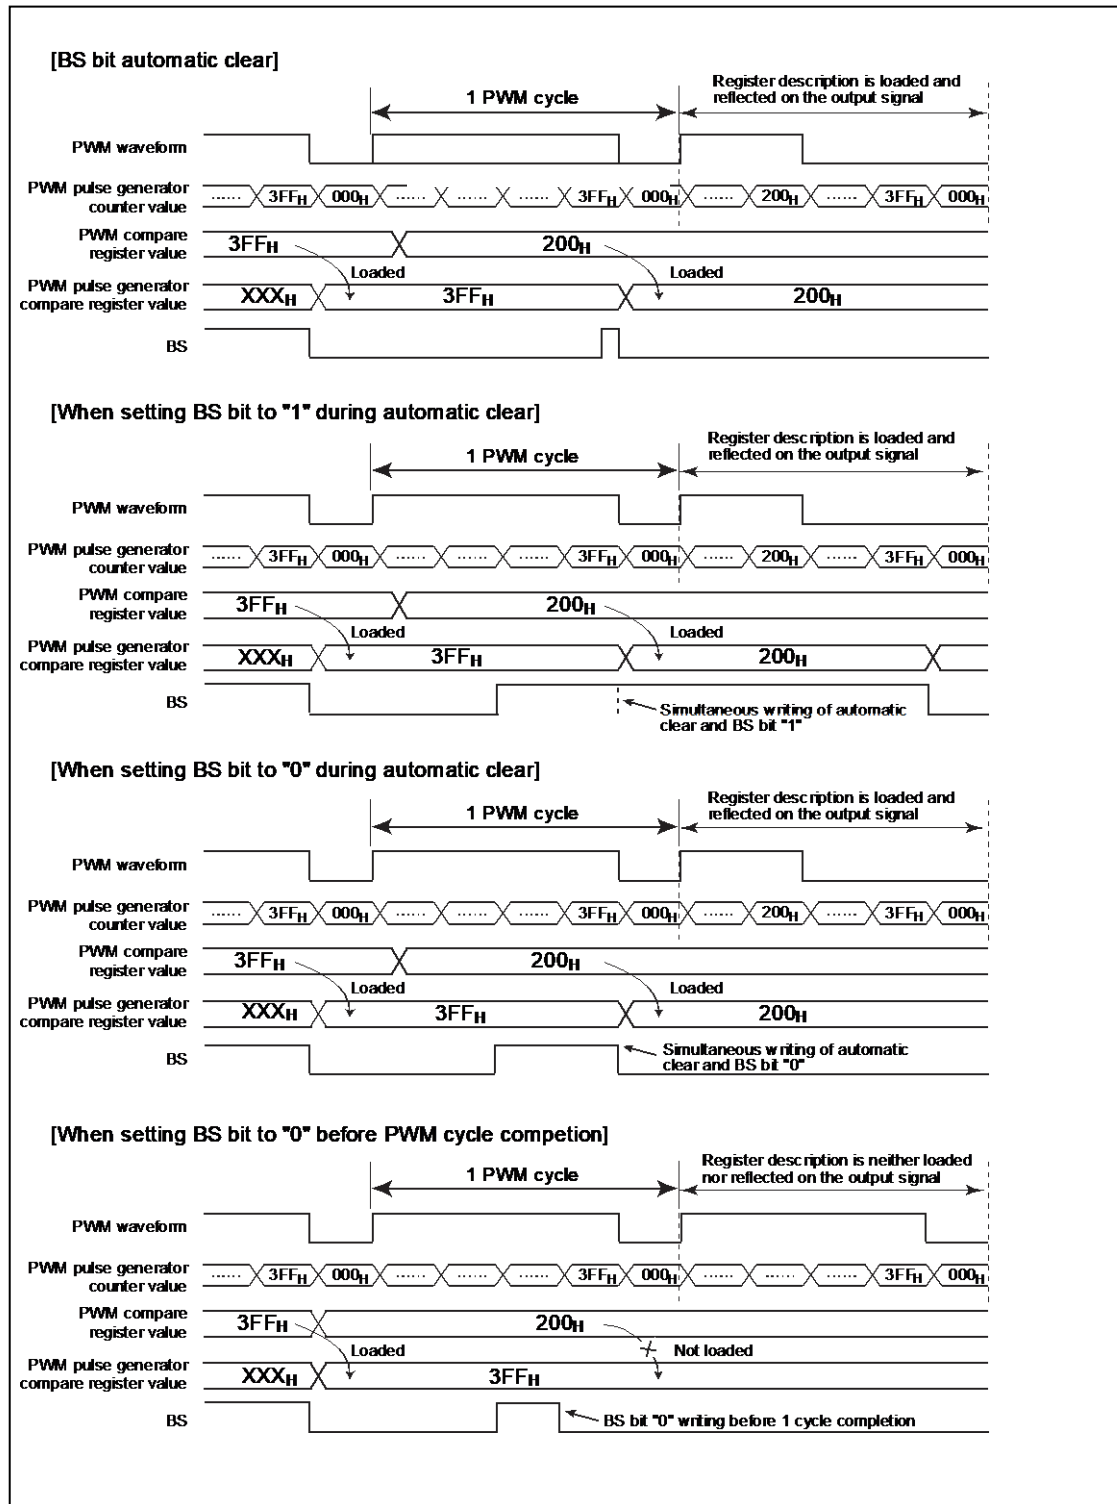 [BS bit automatic clear]
Register description is loaded and
reflected on the output signal
1 PWM cycle
PWM waveform
PWM pulse generator
counter value
...... 3FFH 000H ...... ...... ...... 3FFH 000H ...... 200H ...... 3FFH 000H
PWM compare
register value
3FFH 200H
Loaded Loaded
PWM pulse generator
compare register value
XXXH 3FFH 200H
BS
[When setting BS bit to "1" during automatic clear]
Register description is loaded and
reflected on the output signal
1 PWM cycle
PWM waveform
PWM pulse generator
counter value
...... 3FFH 000H ...... ...... ...... 3FFH 000H ...... 200H ...... 3FFH 000H
PWM compare
register value
3FFH 200H
Loaded Loaded
PWM pulse generator
compare register value
XXXH 3FFH 200H
BS
Simultaneous writing of automatic
clear and BS bit "1"
[When setting BS bit to "0" during automatic clear]
Register description is loaded and
reflected on the output signal
1 PWM cycle
PWM waveform
PWM pulse generator
counter value
...... 3FFH 000H ...... ...... ...... 3FFH 000H ...... 200H ...... 3FFH 000H
PWM compare
register value
3FFH 200H
Loaded Loaded
PWM pulse generator
compare register value
XXXH 3FFH 200H
BS
Simultaneous writing of automatic
clear and BS bit "0"
[When setting BS bit to "0" before PWM cycle competion]
Register description is neither loaded
nor reflected on the output signal
1 PWM cycle
PWM waveform
PWM pulse generator
counter value
...... 3FFH 000H ...... ...... ...... 3FFH 000H ...... ...... ...... 3FFH 000H
PWM compare
register value
3FFH 200H
Loaded Not loaded
PWM pulse generator
compare register value
XXXH 3FFH
BS
BS bit "0" writing before 1 cycle completion